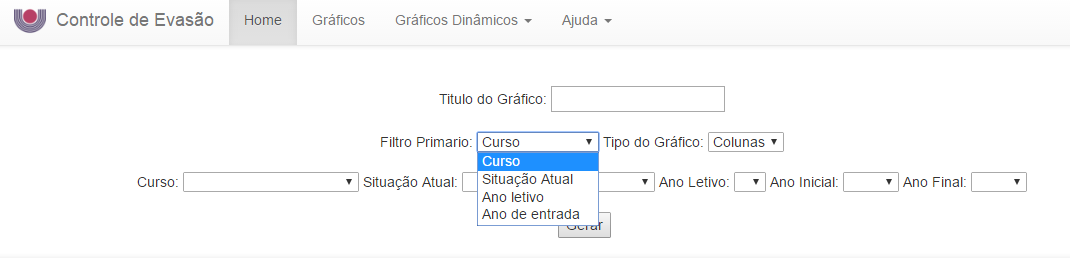 Controle de Evasão Home Gráficos Gráficos Dinâmicos Ajuda
Titulo do Gráfico:
Filtro Primario: Curso Tipo do Gráfico: Colunas
Curso
Curso: Situação Atual: Ano Letivo: Ano Inicial: Ano Final:
Situação Atual
Ano letivo
Ano de entrada
Gerar